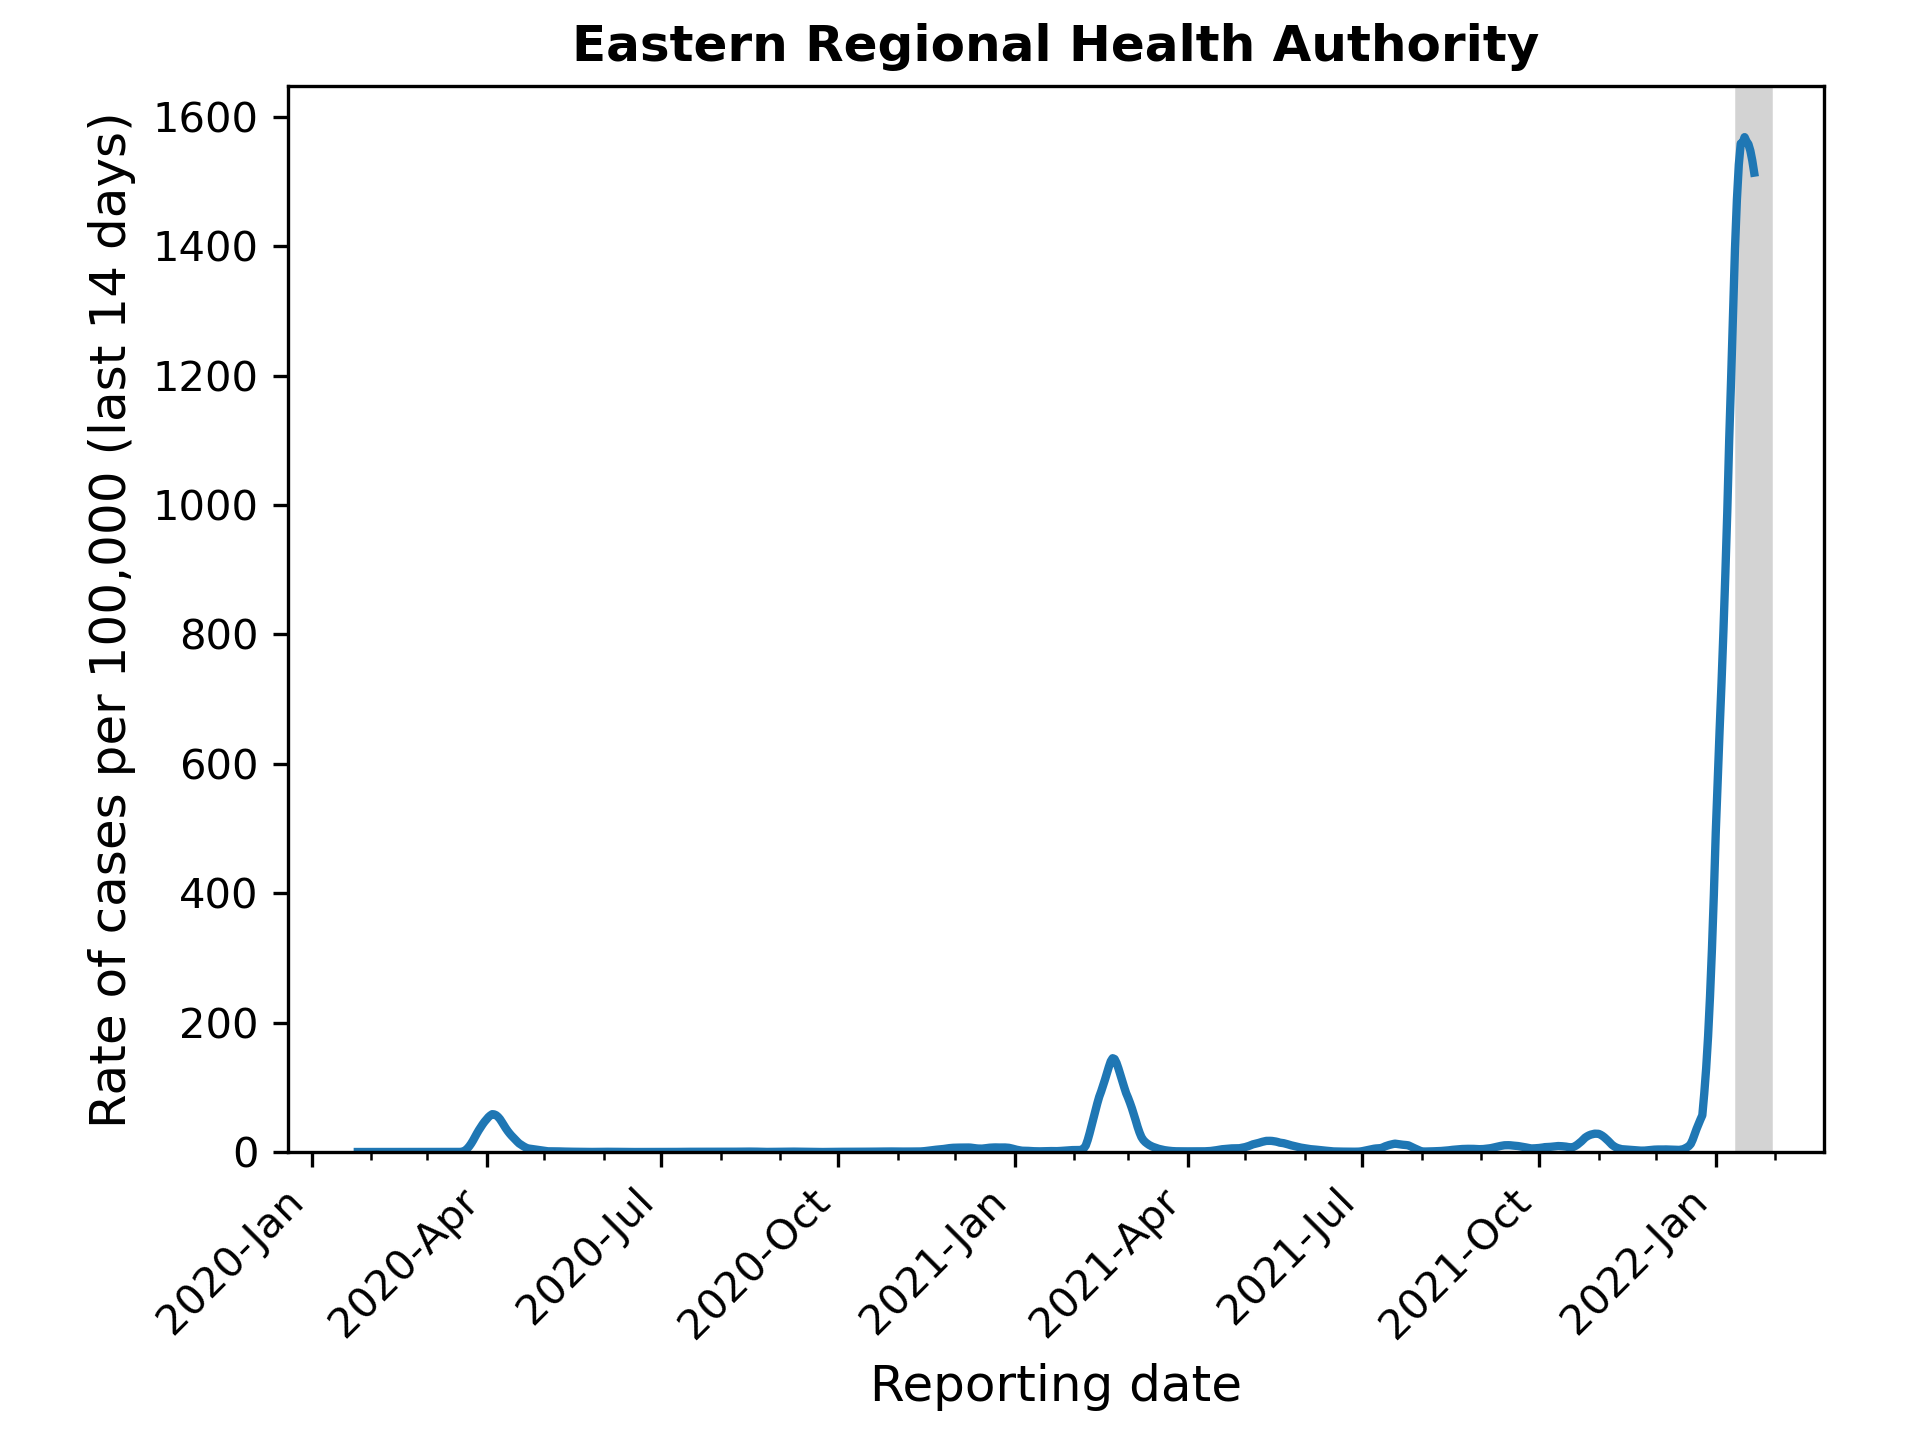 Eastern Regional Health Authority
Rate of cases per 100,000 (last 14 days)
1600
1400
1200
1000
800
600
400
200
0
2020-Jan
2020-Apr
2020-Jul
2020-Oct
2021-Jan
2021-Apr
2021-Jul
2021-Oct
2022-Jan
Reporting date